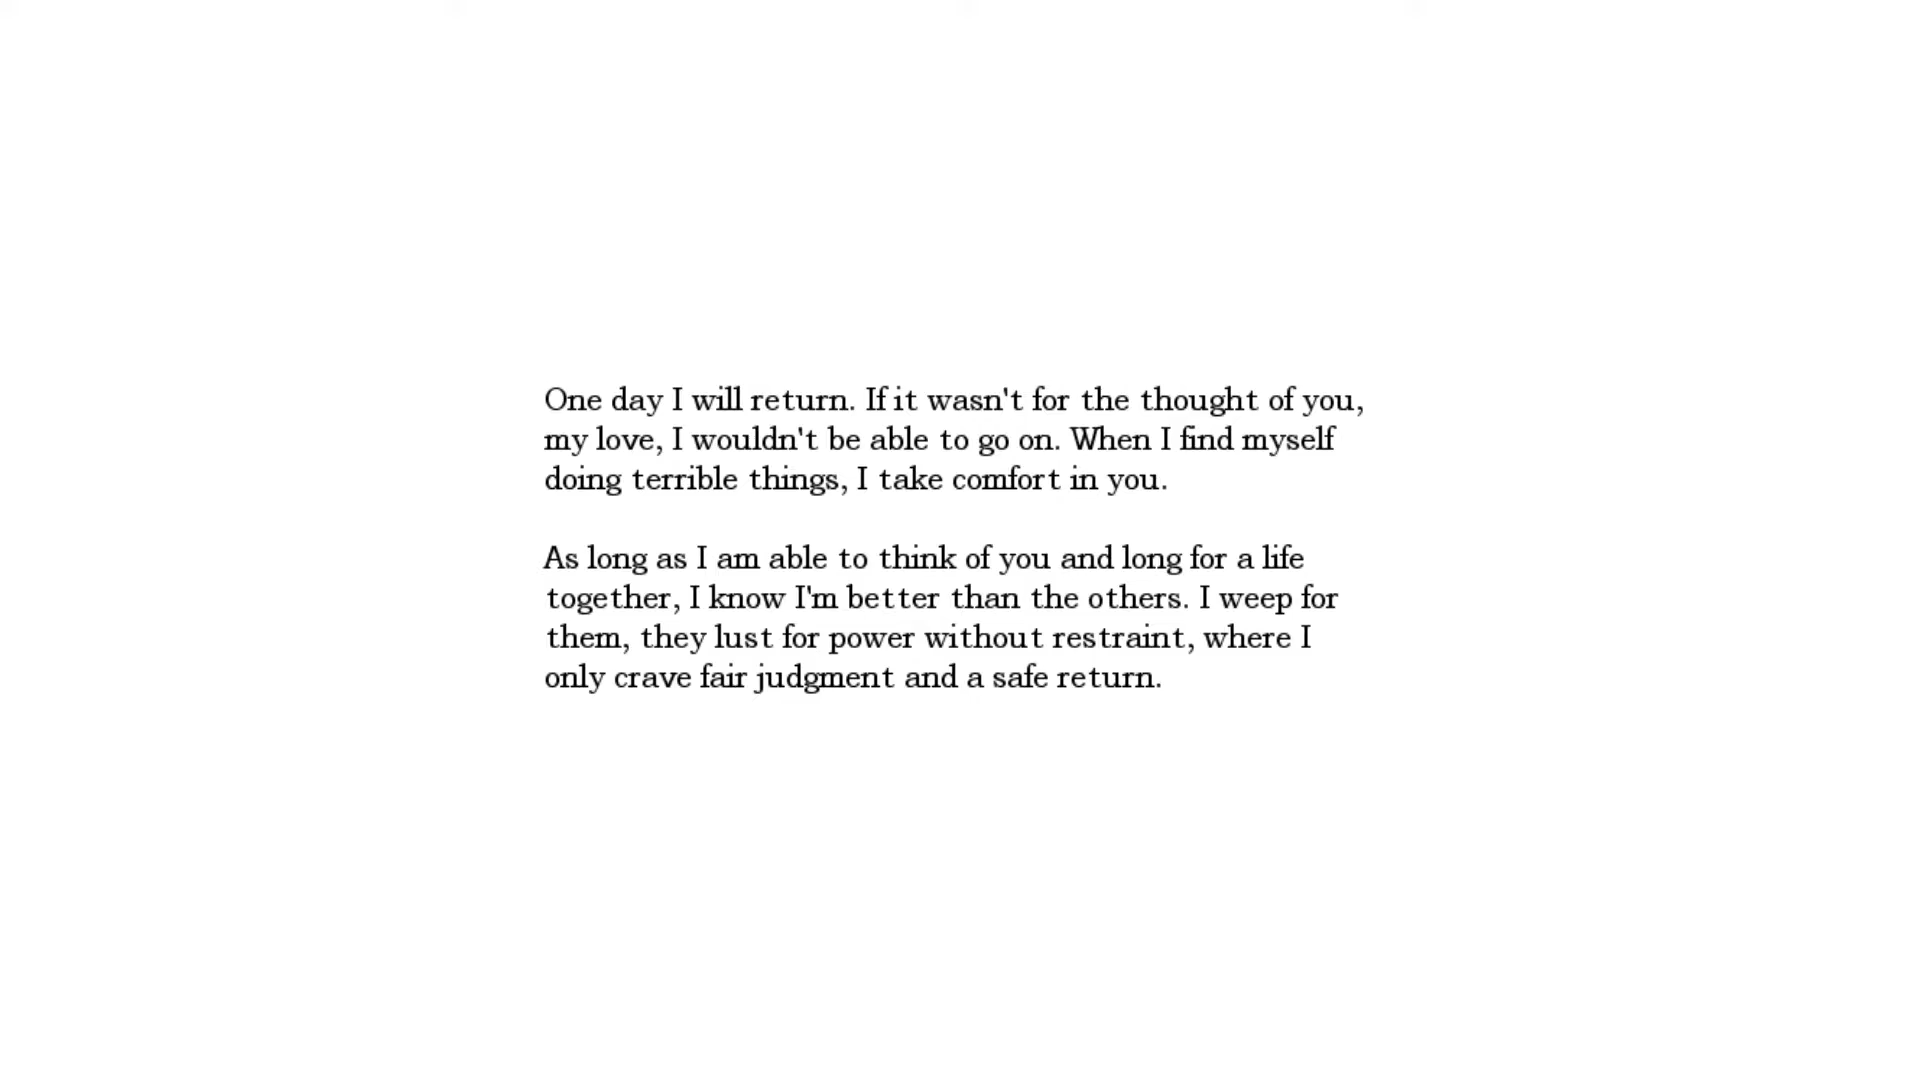 One day I will return. If it wasn't for the thought of you,
my love, I wouldn't be able to go on. When I find myself
doing terrible things, I take comfort in you.
As long as I am able to think of you and long for a life
together, I know I'm better than the others. I weep for
them, they lust for power without restraint, where I
only crave fair judgment and a safe return.